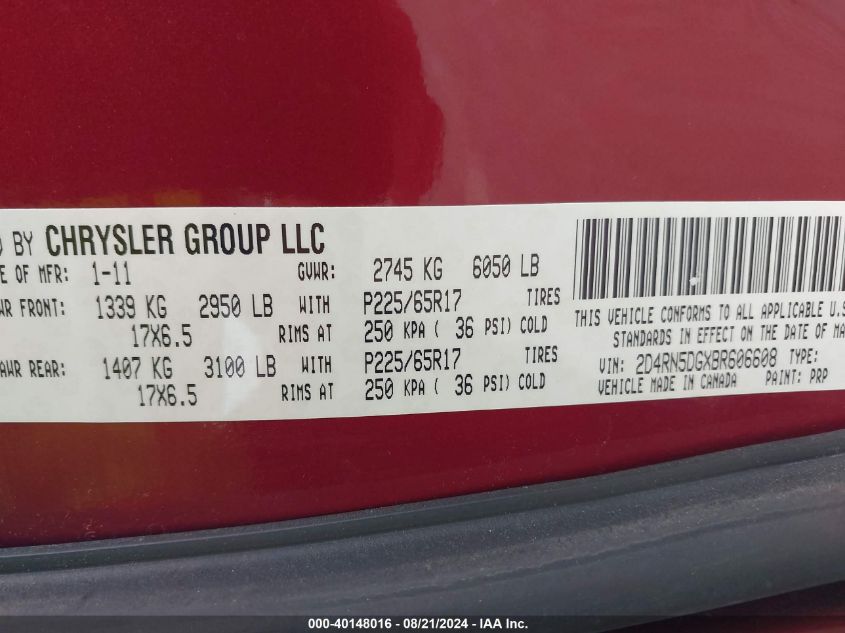 BY CHRYSLER GROUP LLC
OF MFR: 1-11 GVWR: 2745 KG 6050 LB
FRONT: 1339 KG 2950 LB WITH P225/65R17 TIRES
17X6.5 RIMS AT 250 KPA ( 36 PSI) COLD
AWR REAR: 1407 KG 3100 LB WITH P225/65R17 TIRES
17X6.5 RIMS AT 250 KPA ( 36 PSI) COLD
THIS VEHICLE CONFORMS TO ALL APPLICABLE U.S
STANDARDS IN EFFECT ON THE DATE OF MA
VIN: 2D4RN5DGXBR606608 TYPE:
VEHICLE MADE IN CANADA PAINT: PRP
000-40148016 - 08/21/2024 - IAA Inc.